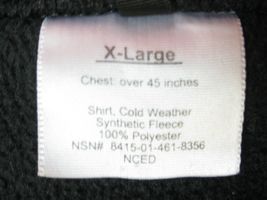 X-Large
Chest: over 45 inches
Shirt, Cold Weather
Synthetic Fleece
100% Polyester
NSN# 8415-01-461-8356
NCED